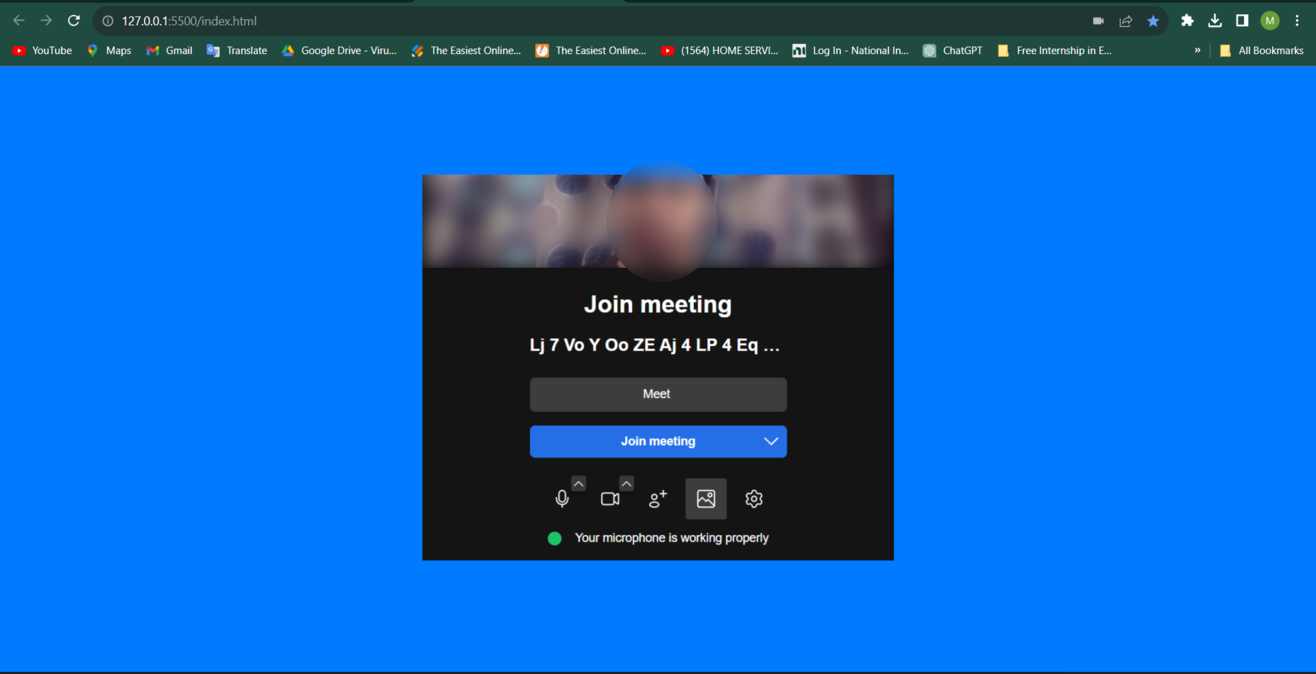 127.0.0.1:5500/index.html
M
YouTube Maps Gmail Translate Google Drive - Viru... The Easiest Online... The Easiest Online... (1564) HOME SERVI... Log In - National In... ChatGPT Free Internship in E... » All Bookmarks
Join meeting
Lj 7 Vo Y Oo ZE Aj 4 LP 4 Eq ...
Meet
Join meeting
Your microphone is working properly